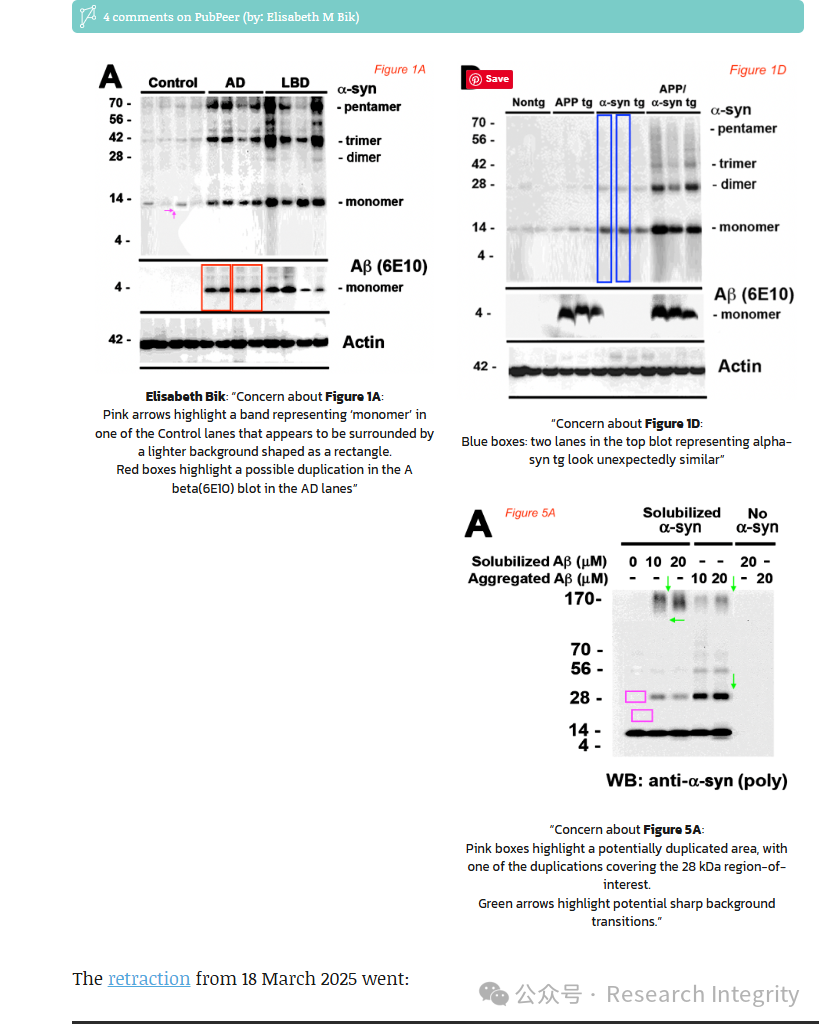 4 comments on PubPeer (by: Elisabeth M Bik)
A
Figure 1A
Control AD LBD
α-syn
70 -
- pentamer
56 -
42 -
- trimer
28 -
- dimer
14 -
- monomer
4 -
Aβ (6E10)
4 -
- monomer
42 -
Actin
Elisabeth Bik: “Concern about Figure 1A:
Pink arrows highlight a band representing ‘monomer’ in
one of the Control lanes that appears to be surrounded by
a lighter background shaped as a rectangle.
Red boxes highlight a possible duplication in the A
beta(6E10) blot in the AD lanes”
Save
Figure 1D
Nontg APP tg α-syn tg
APP/
α-syn tg
α-syn
70 -
- pentamer
56 -
42 -
- trimer
28 -
- dimer
14 -
- monomer
4 -
Aβ (6E10)
4 -
- monomer
42 -
Actin
“Concern about Figure 1D:
Blue boxes: two lanes in the top blot representing alpha-
syn tg look unexpectedly similar”
A
Figure 5A
Solubilized
α-syn
No
α-syn
Solubilized Aβ (μM) 0 10 20 - - 20 -
Aggregated Aβ (μM) - - - 10 20 - 20
170-
70 -
56 -
28 -
14 -
4 -
WB: anti-α-syn (poly)
“Concern about Figure 5A:
Pink boxes highlight a potentially duplicated area, with
one of the duplications covering the 28 kDa region-of-
interest.
Green arrows highlight potential sharp background
transitions.”
The retraction from 18 March 2025 went:
公众号 · Research Integrity